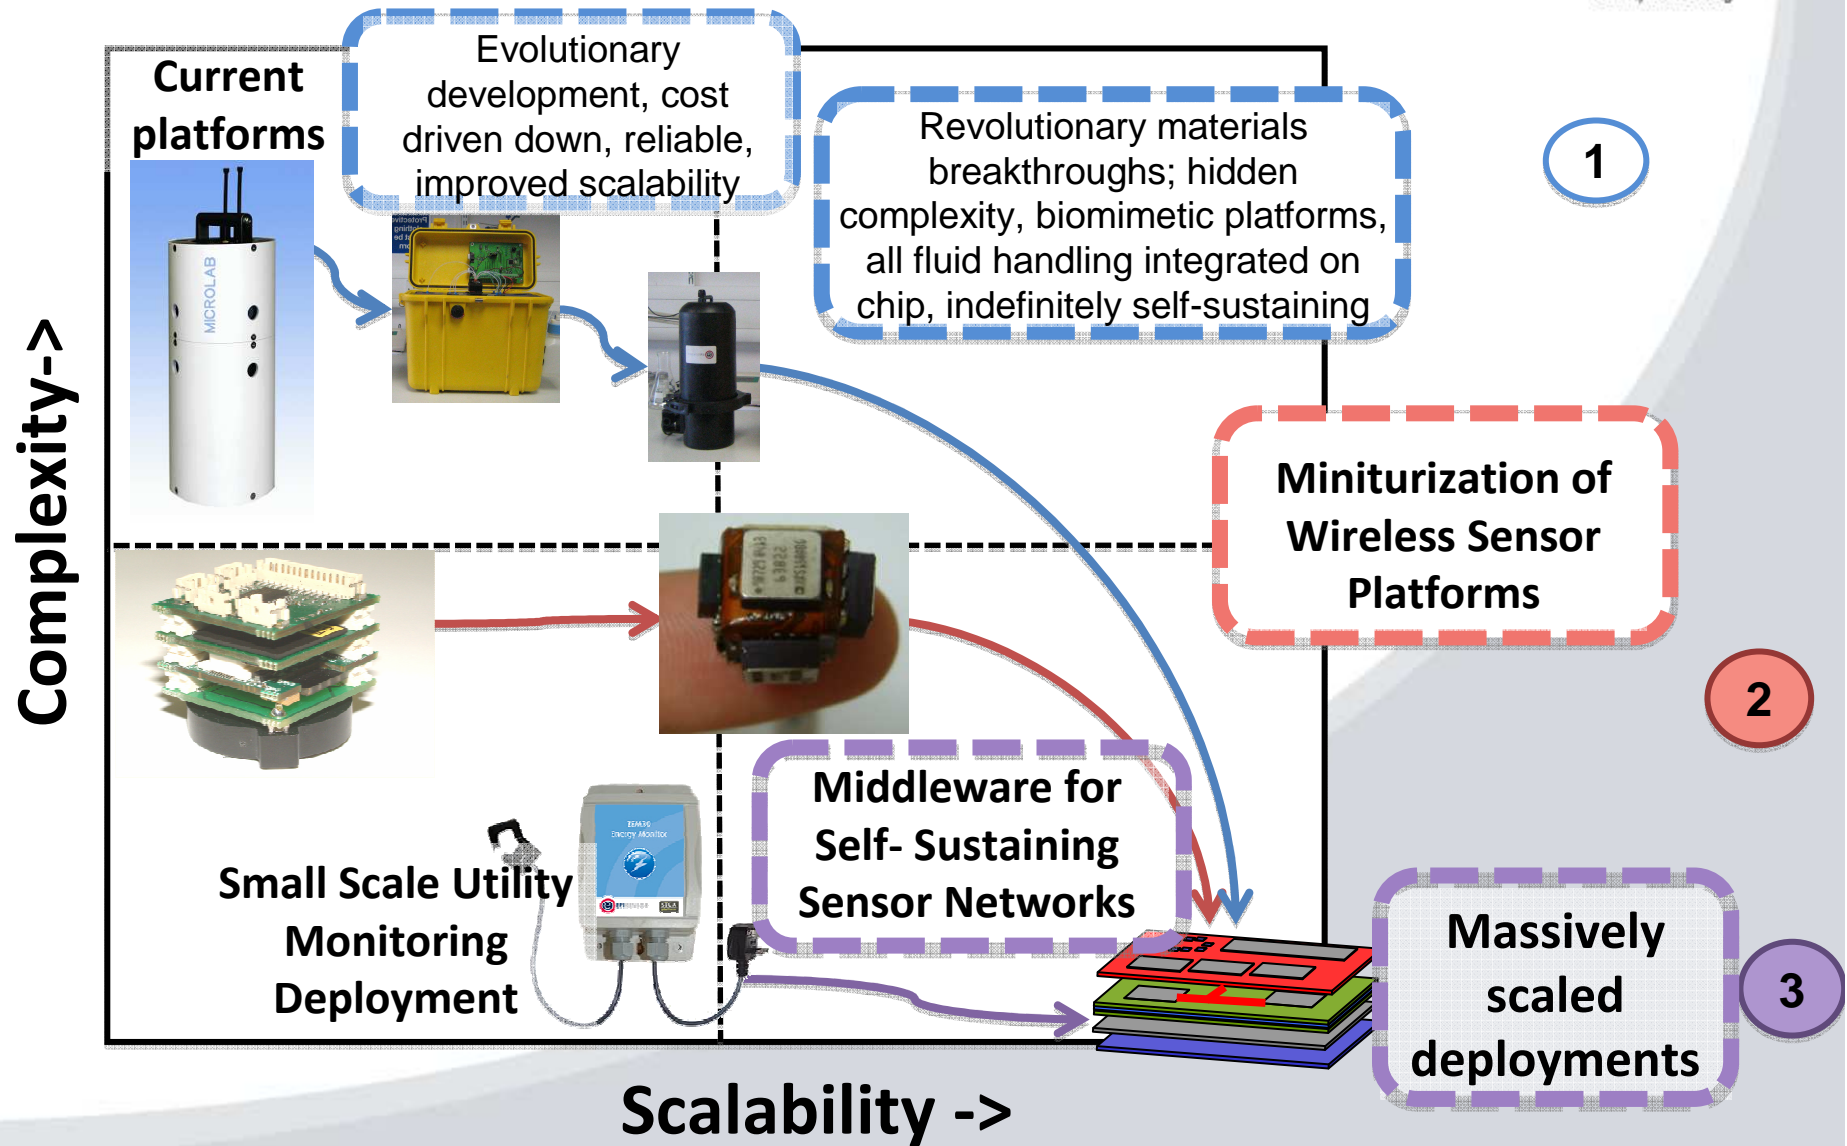 Current
platforms
Evolutionary
development, cost
driven down, reliable,
improved scalability
Revolutionary materials
breakthroughs; hidden
complexity, biomimetic platforms,
all fluid handling integrated on
chip, indefinitely self-sustaining
1
MICROLAB
Complexity->
Miniturization of
Wireless Sensor
Platforms
2
Middleware for
Self- Sustaining
Sensor Networks
Energy Monitor
Small Scale Utility
Monitoring
Deployment
Massively
scaled
deployments
3
Scalability ->